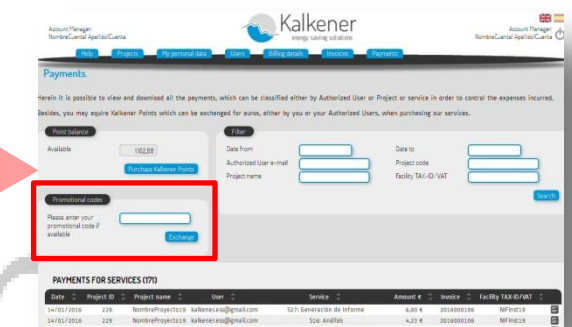 Account Manager:
NombreCuenta1 ApellidoCuenta
Kalkener
energy saving solutions
Account Manager:
NombreCuenta1 ApellidoCuenta
Help Projects My personal data Users Billing details Invoices Payments
Payments.
Herein it is possible to view and download all the payments, which can be classified either by Authorized User or Project or service in order to control the expenses incurred.
Besides, you may equire Kalkener Points which can be exchanged for euros, either by you or your Authorized Users, when purchasing our services.
Point balance
Available 1102,88
Purchase Kalkener Points
Filter
Date from Date to
Authorized User e-mail Project code
Project name Facility TAX-ID/VAT
Search
Promotional codes
Please enter your
promotional code if
available
Exchange
PAYMENTS FOR SERVICES (171)
Date Project ID Project name User Service Amount € Invoice Facility TAX-ID/VAT
14/01/2016 229 NombreProyecto19 kalkener.ess@gmail.com S17: Generación de Informe 6,80 € 2016000106 NIFInst19
14/01/2016 229 NombreProyecto19 kalkener.ess@gmail.com S16: Análisis 4,25 € 2016000106 NIFInst19